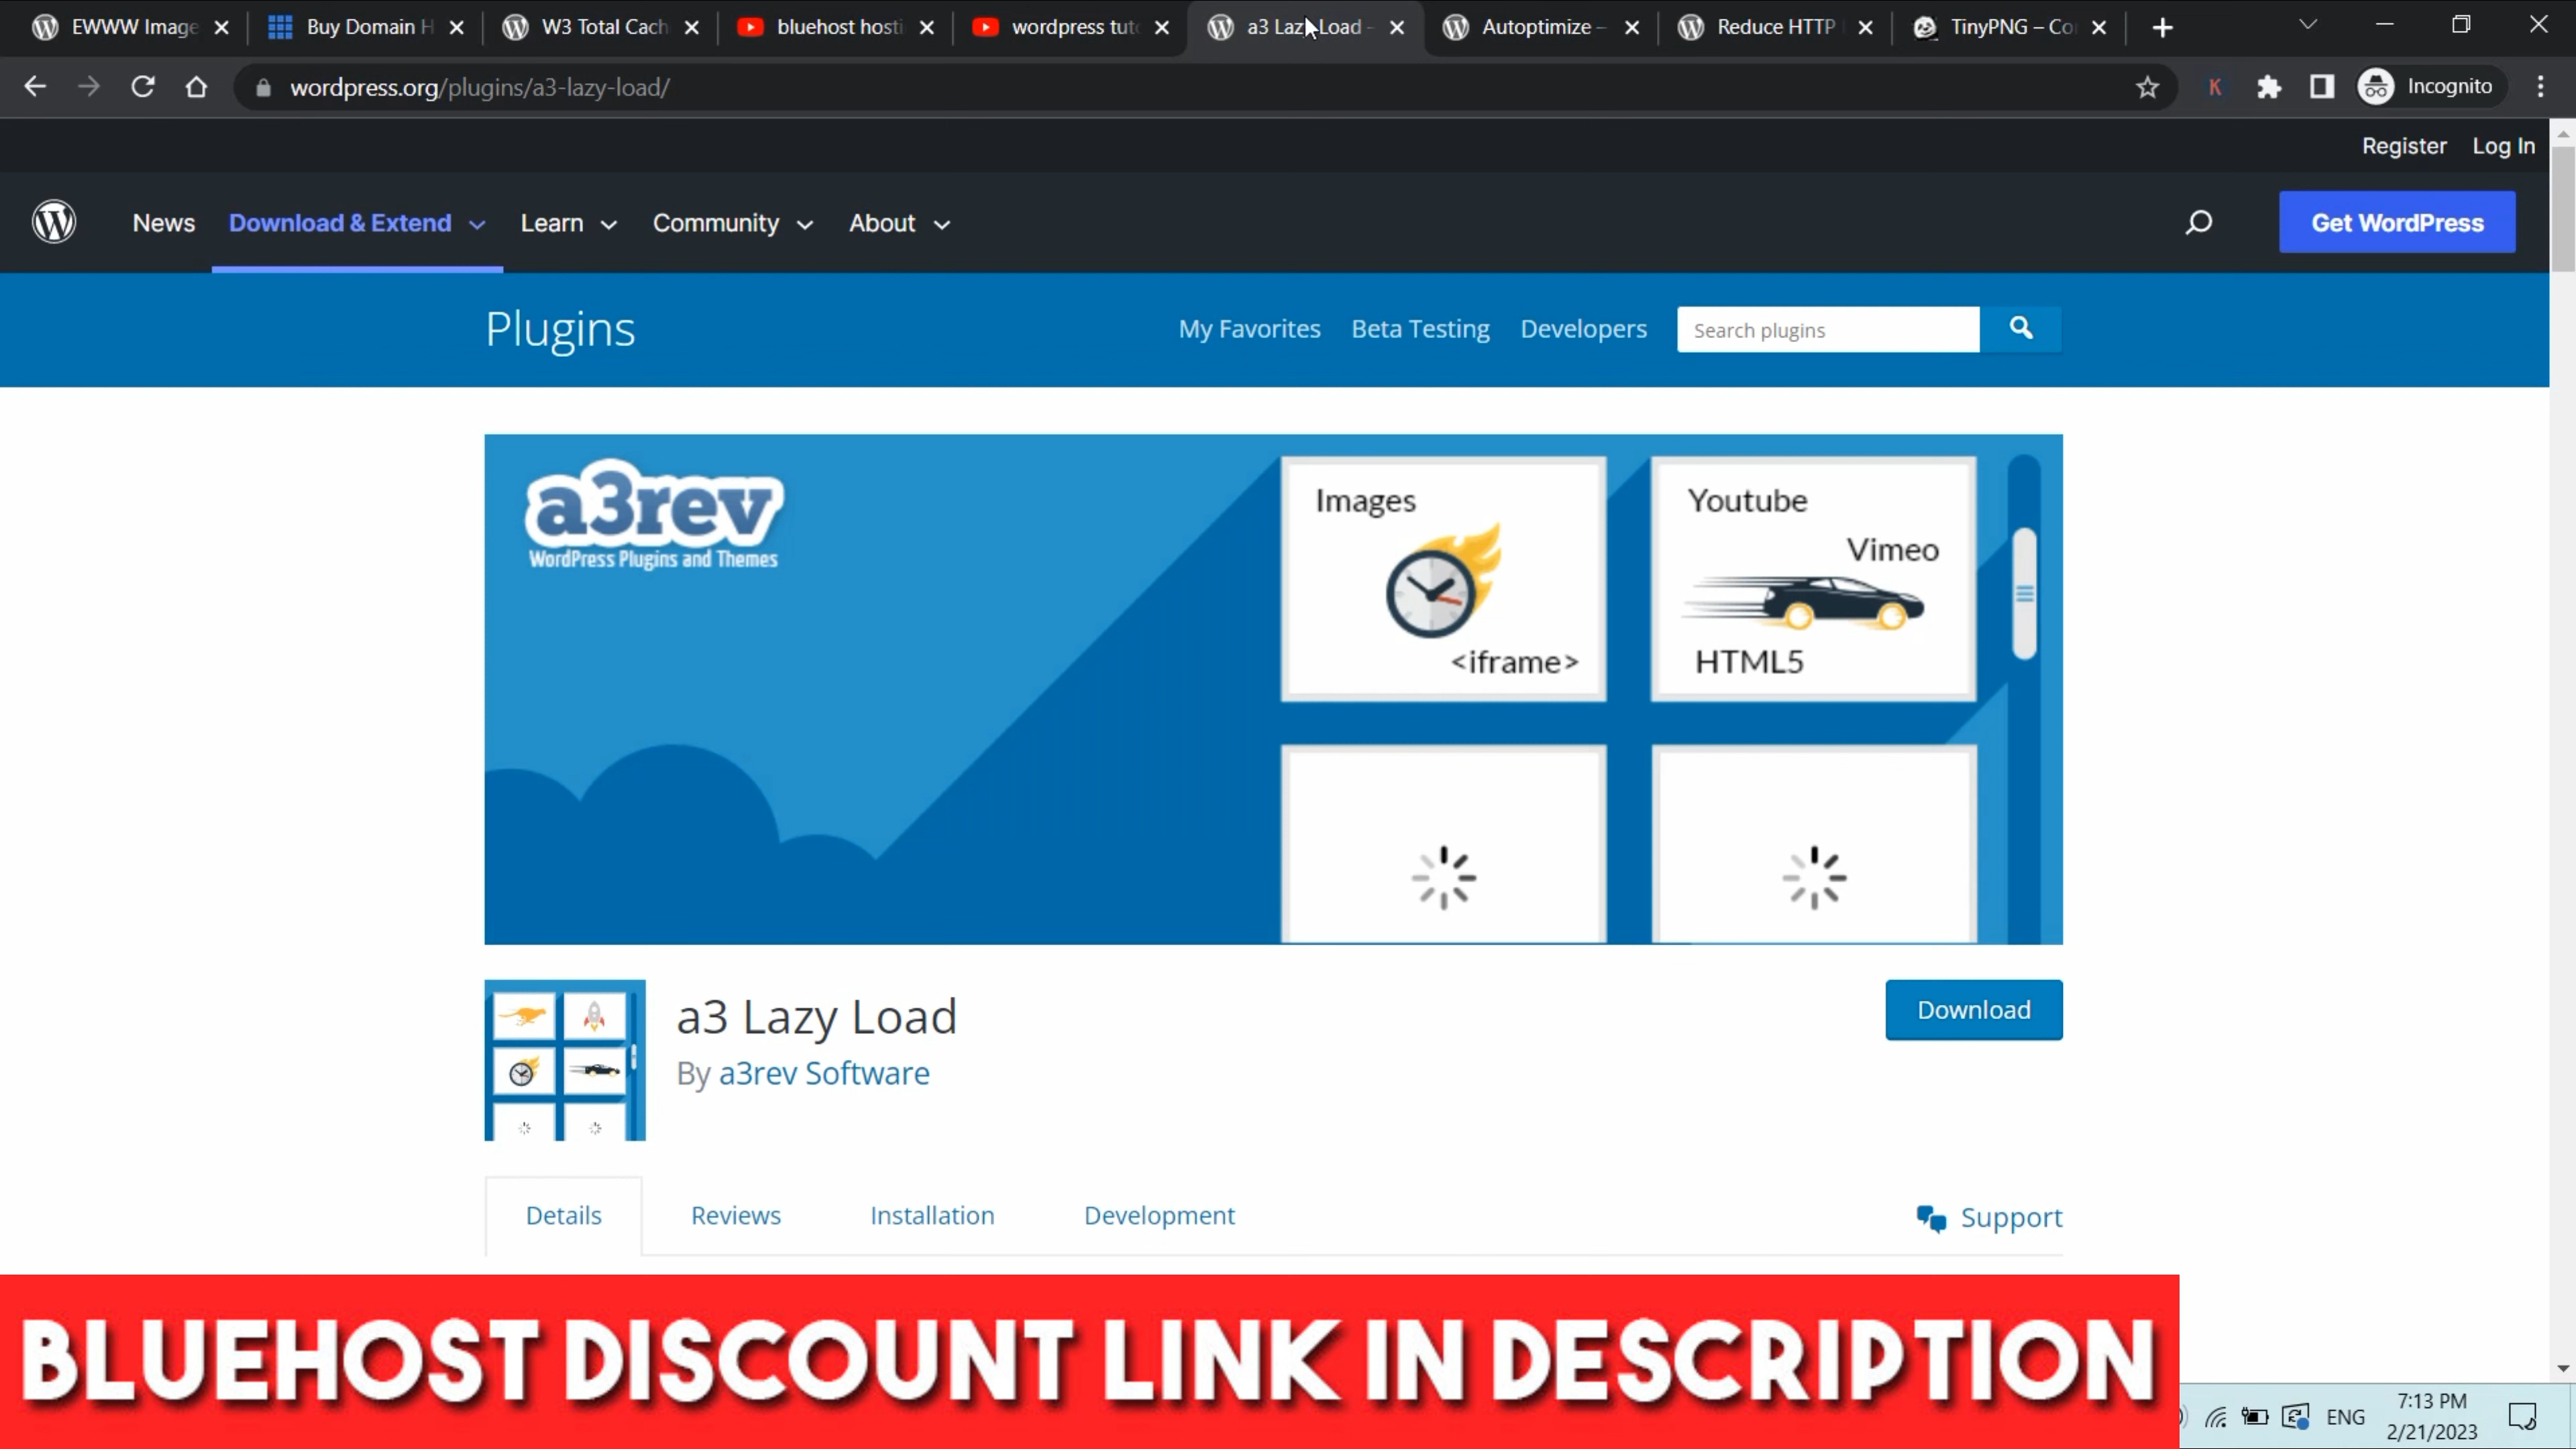 EWWW Image
Buy Domain H
W3 Total Cach
bluehost hosti
wordpress tuto
a3 Lazy Load -
Autoptimize –
Reduce HTTP
TinyPNG – Co
wordpress.org/plugins/a3-lazy-load/
K
Incognito
Register Log In
News Download & Extend Learn Community About
Get WordPress
Plugins
My Favorites Beta Testing Developers Search plugins
a3rev
WordPress Plugins and Themes
Images
<iframe>
Youtube
Vimeo
HTML5
a3 Lazy Load
By a3rev Software
Download
Details Reviews Installation Development
Support
BLUEHOST DISCOUNT LINK IN DESCRIPTION
ENG
7:13 PM
2/21/2023